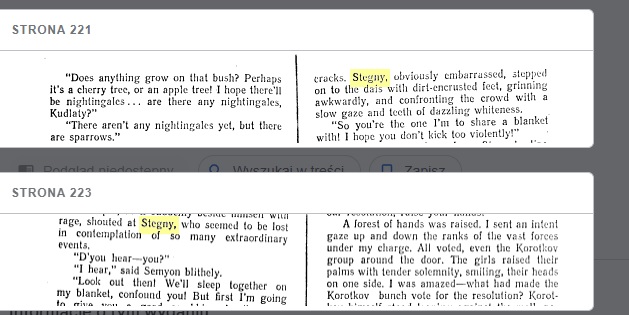 STRONA 221
"Does anything grow on that bush? Perhaps
it's a cherry tree, or an apple tree! I hope there'll
be nightingales... are there any nightingales,
Kudlaty?"
"There aren't any nightingales yet, but there
are sparrows."
cracks. Stegny, obviously embarrassed, stepped
on to the dais with dirt-encrusted feet, grinning
awkwardly, and confronting the crowd with a
slow gaze and teeth of dazzling whiteness.
"So you're the one I'm to share a blanket
with! I hope you don't kick too violently!"
Podgląd niedostępny
Wyszukaj w treści
Zapisz
STRONA 223
rage, shouted at Stegny, who seemed to be lost
in contemplation of so many extraordinary
events.
"D'you hear—you?"
"I hear," said Semyon blithely.
"Look out then! We'll sleep together on
my blanket, confound you! But first I'm going
A forest of hands was raised. I sent an intent
gaze up and down the ranks of the vast forces
under my charge. All voted, even the Korotkov
group around the door. The girls raised their
palms with tender solemnity, smiling, their heads
on one side. I was amazed—what had made the
Korotkov bunch vote for the resolution? Korot-